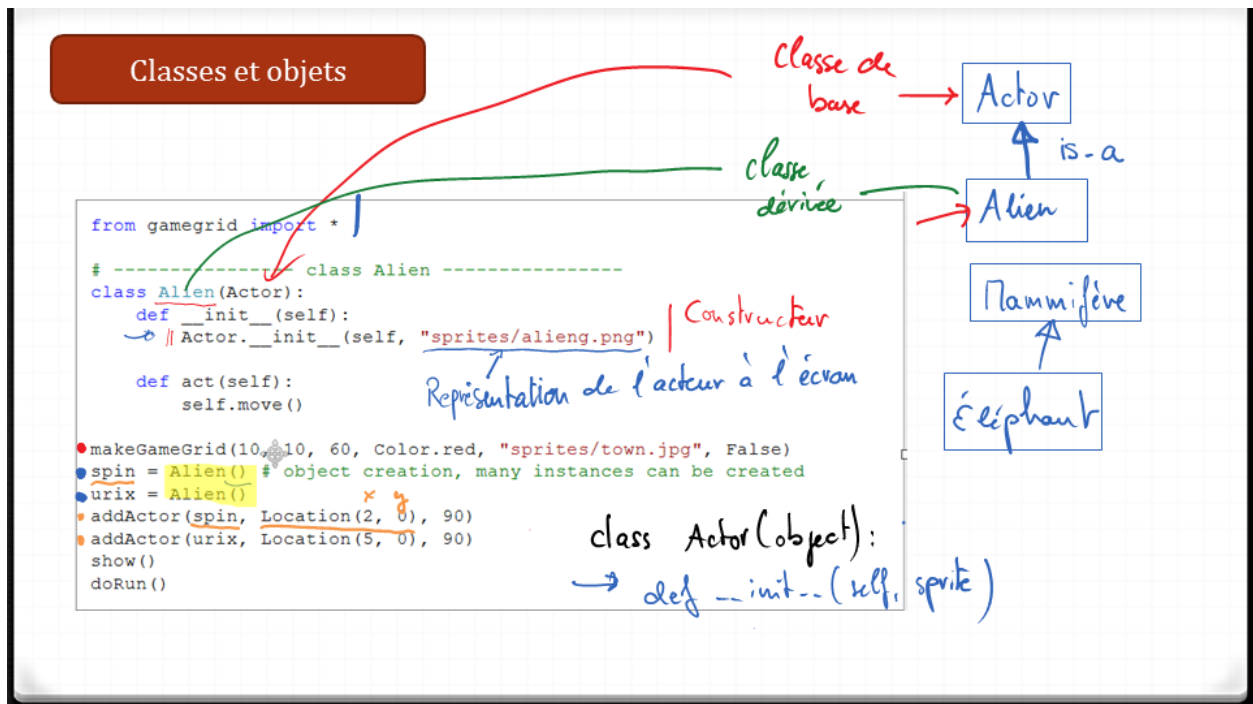 Classes et objets
Classe de
base
Actor
is-a
classe
dérivée
Alien
from gamegrid import *
# ---------------- class Alien ----------------
class Alien(Actor):
    def __init__(self):
        Actor.__init__(self, "sprites/alieng.png")
Constructeur
Mammifère
    def act(self):
        self.move()
Représentation de l'acteur à l'écran
Éléphant
makeGameGrid(10, 10, 60, Color.red, "sprites/town.jpg", False)
spin = Alien() # object creation, many instances can be created
urix = Alien()
x y
addActor(spin, Location(2, 0), 90)
addActor(urix, Location(5, 0), 90)
show()
doRun()
class Actor(object):
def __init__(self, sprite)